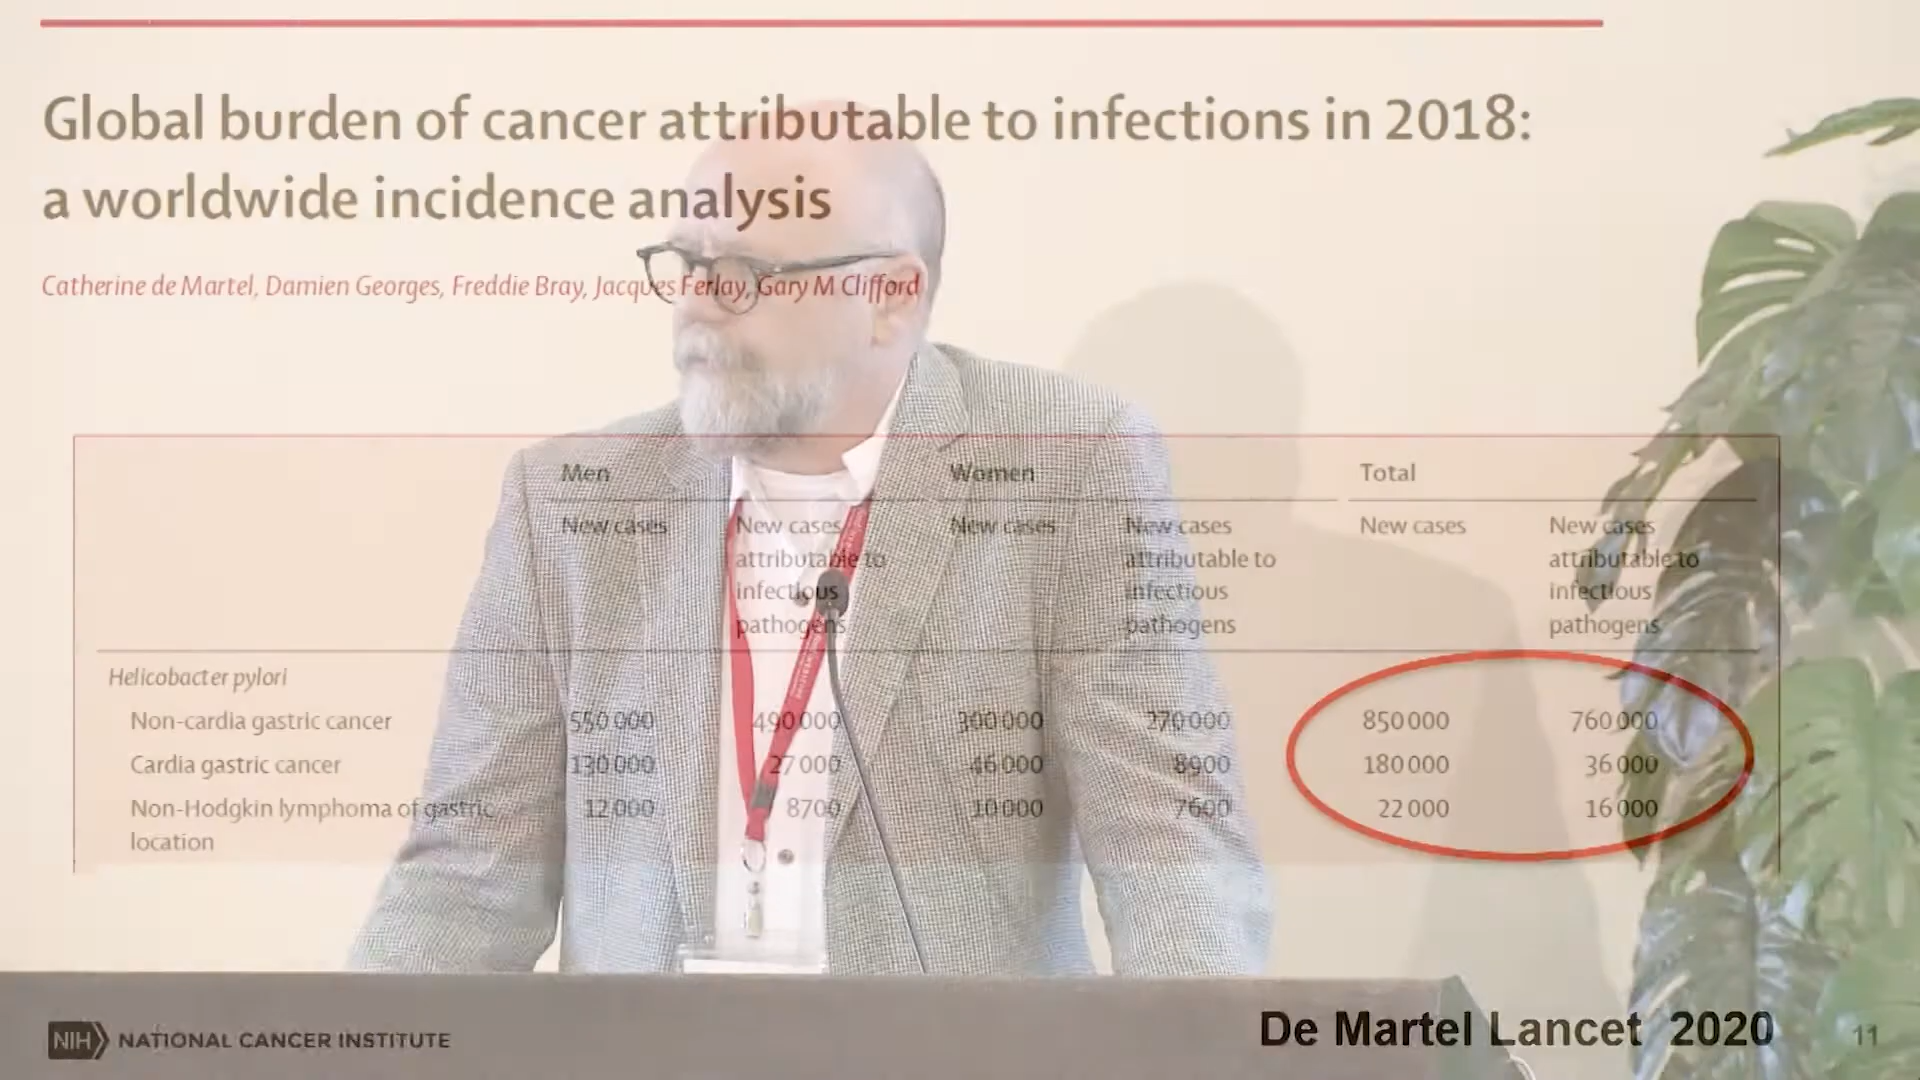 Global burden of cancer attributable to infections in 2018:
a worldwide incidence analysis
Catherine de Martel, Damien Georges, Freddie Bray, Jacques Ferlay, Gary M Clifford
Men Women Total
New cases New cases attributable to infectious pathogens New cases New cases attributable to infectious pathogens New cases New cases attributable to infectious pathogens
Helicobacter pylori
Non-cardia gastric cancer 550 000 490 000 300 000 270 000 850 000 760 000
Cardia gastric cancer 130 000 27 000 46 000 8900 180 000 36 000
Non-Hodgkin lymphoma of gastric 12 000 8700 10 000 7600 22 000 16 000
location
NIH NATIONAL CANCER INSTITUTE
De Martel Lancet 2020
11